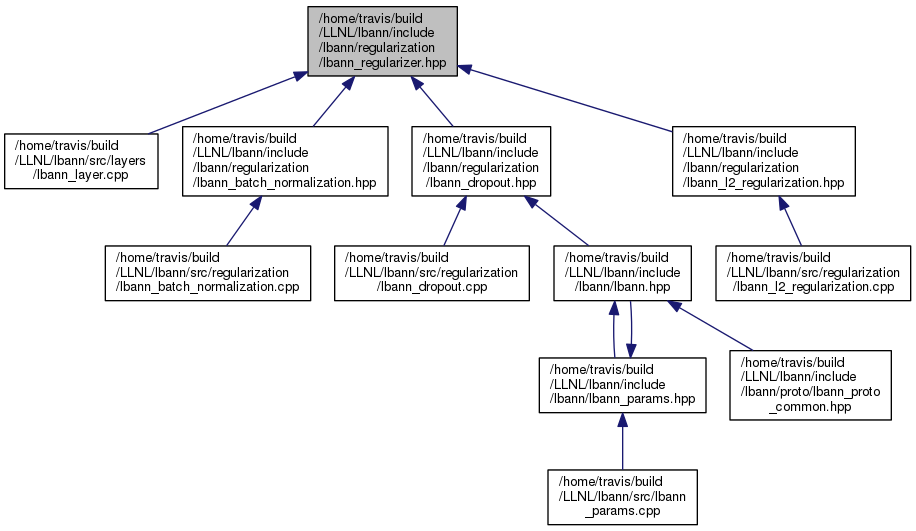 /home/travis/build
/LLNL/lbann/include
/lbann/regularization
/lbann_regularizer.hpp
/home/travis/build
/LLNL/lbann/src/layers
/lbann_layer.cpp
/home/travis/build
/LLNL/lbann/include
/lbann/regularization
/lbann_batch_normalization.hpp
/home/travis/build
/LLNL/lbann/include
/lbann/regularization
/lbann_dropout.hpp
/home/travis/build
/LLNL/lbann/include
/lbann/regularization
/lbann_l2_regularization.hpp
/home/travis/build
/LLNL/lbann/src/regularization
/lbann_batch_normalization.cpp
/home/travis/build
/LLNL/lbann/src/regularization
/lbann_dropout.cpp
/home/travis/build
/LLNL/lbann/include
/lbann/lbann.hpp
/home/travis/build
/LLNL/lbann/src/regularization
/lbann_l2_regularization.cpp
/home/travis/build
/LLNL/lbann/include
/lbann/lbann_params.hpp
/home/travis/build
/LLNL/lbann/include
/lbann/proto/lbann_proto
_common.hpp
/home/travis/build
/LLNL/lbann/src/lbann
_params.cpp